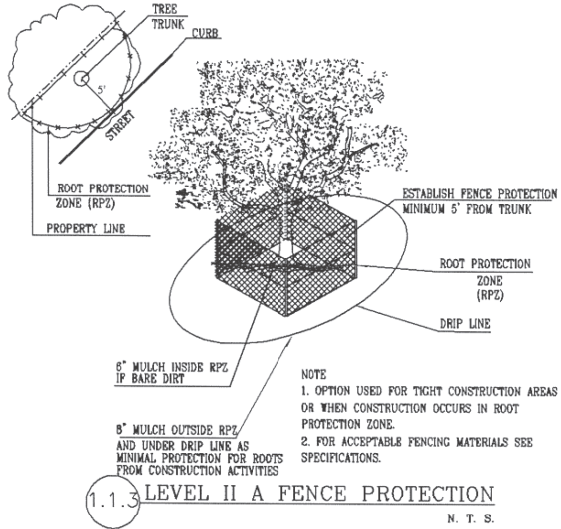 TREE
TRUNK
CURB
5'
STREET
ROOT PROTECTION
ZONE (RPZ)
PROPERTY LINE
ESTABLISH FENCE PROTECTION
MINIMUM 5' FROM TRUNK
ROOT PROTECTION
ZONE
(RPZ)
DRIP LINE
6" MULCH INSIDE RPZ
IF BARE DIRT
8" MULCH OUTSIDE RPZ
AND UNDER DRIP LINE AS
MINIMAL PROTECTION FOR ROOTS
FROM CONSTRUCTION ACTIVITIES
NOTE
1. OPTION USED FOR TIGHT CONSTRUCTION AREAS
OR WHEN CONSTRUCTION OCCURS IN ROOT
PROTECTION ZONE.
2. FOR ACCEPTABLE FENCING MATERIALS SEE
SPECIFICATIONS.
1.1.3 LEVEL II A FENCE PROTECTION
N. T. S.